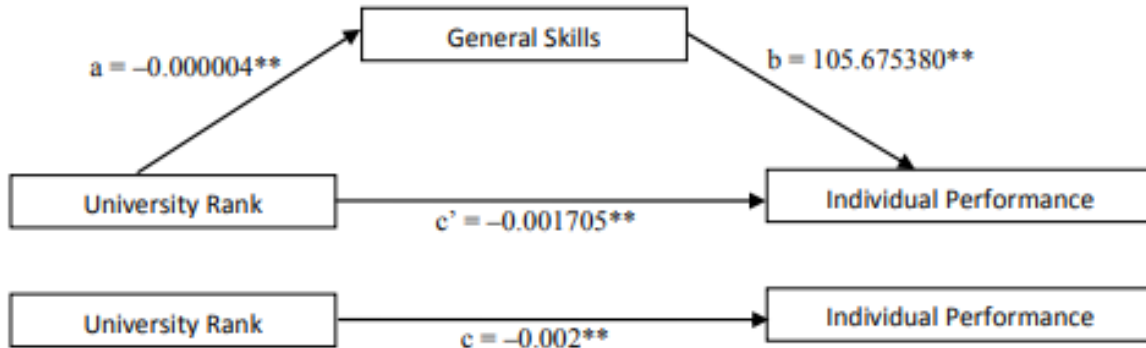 General Skills
a = –0.000004**
b = 105.675380**
University Rank
Individual Performance
c’ = –0.001705**
University Rank
Individual Performance
c = –0.002**